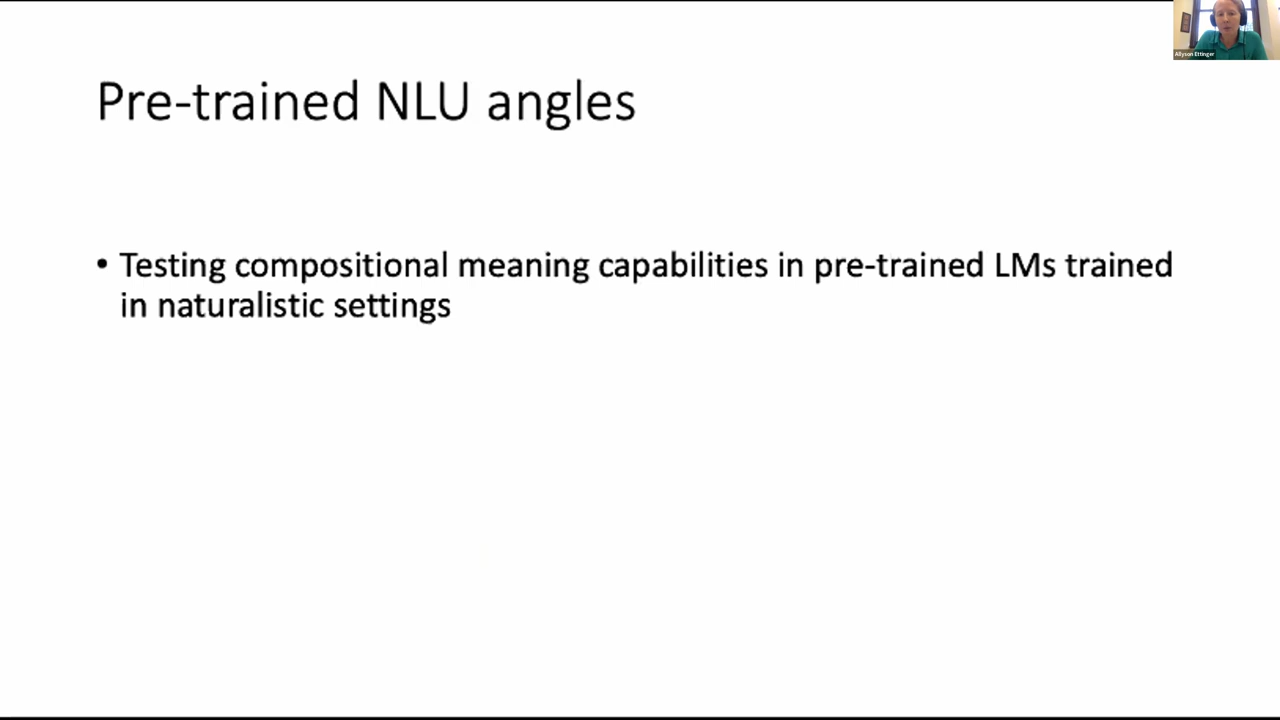 Pre-trained NLU angles
• Testing compositional meaning capabilities in pre-trained LMs trained
in naturalistic settings
Allyson Ettinger